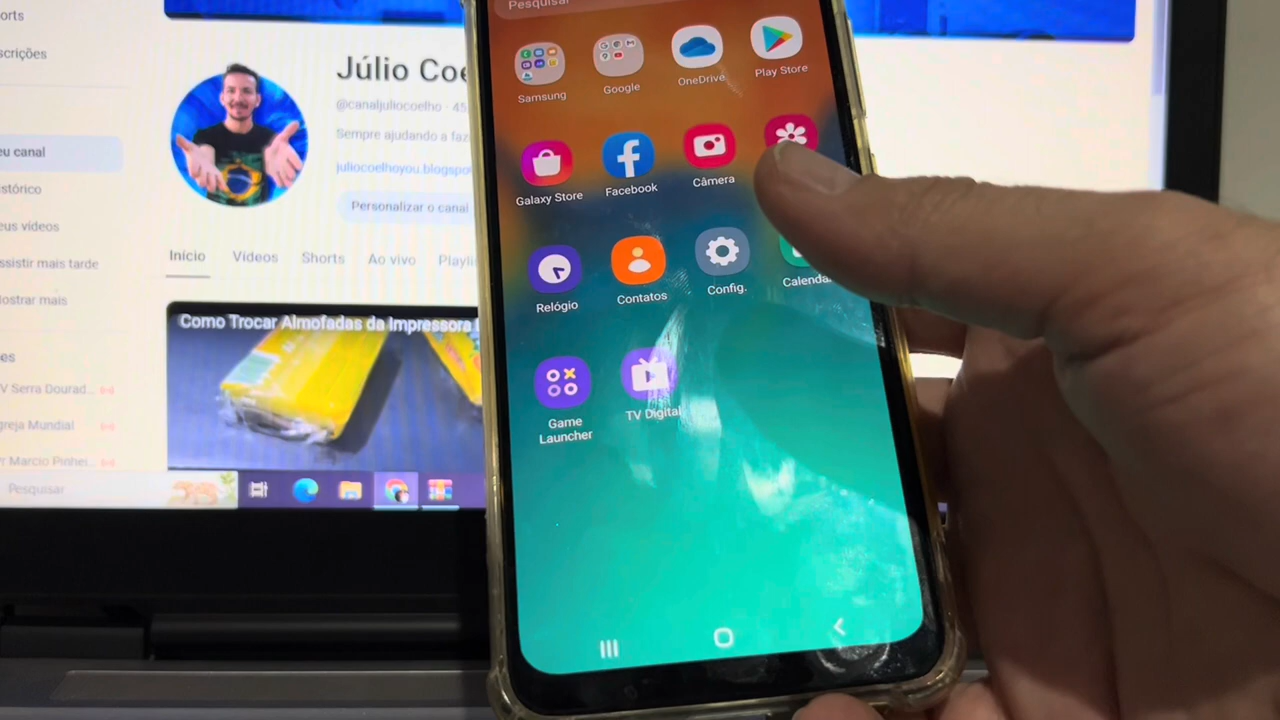 orts
scrições
eu canal
stórico
eus vídeos
ssistir mais tarde
ostrar mais
es
V Serra Dourad...
greja Mundial
r Marcio Pinhei...
Pesquisar
Júlio Coe
@canaljuliocoelho · 45
Sempre ajudando a faz
juliocoelhoyou.blogspo
Personalizar o canal
Início
Vídeos
Shorts
Ao vivo
Playli
Como Trocar Almofadas da Impressora
Pesquisar
Samsung
Google
OneDrive
Play Store
Galaxy Store
Facebook
Câmera
Relógio
Contatos
Config.
Calenda
Game
Launcher
TV Digital